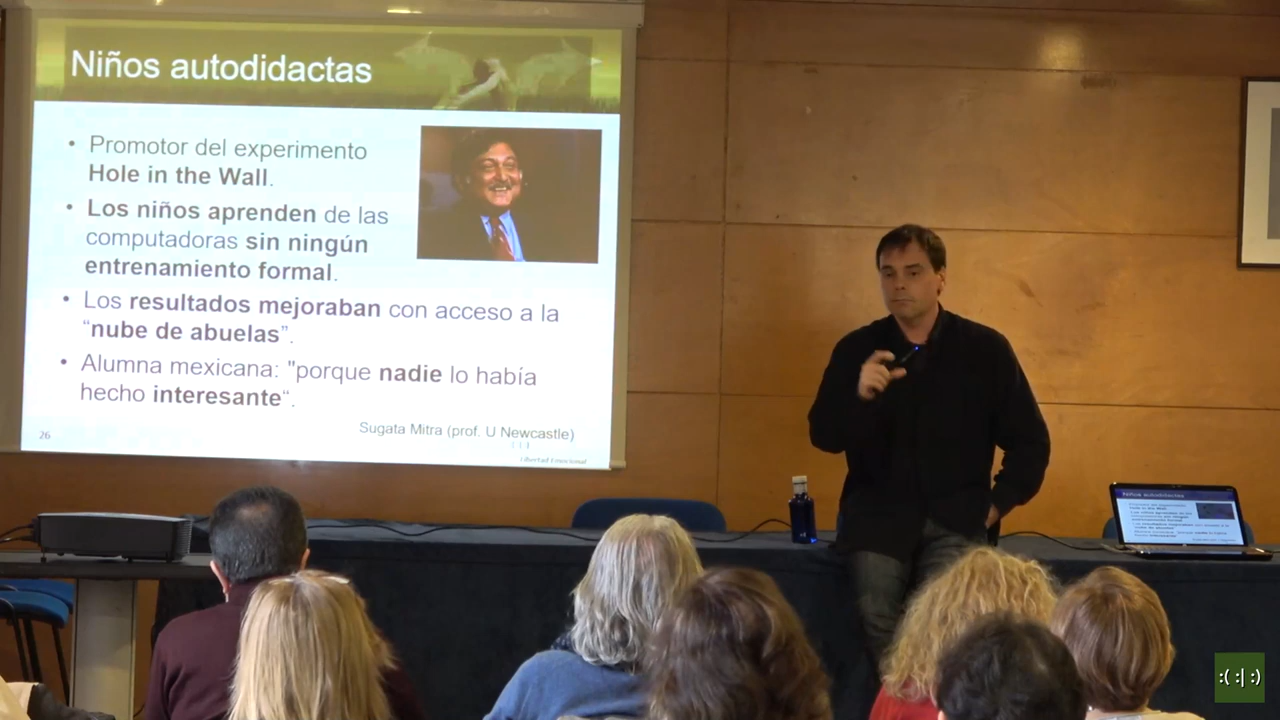 Niños autodidactas
• Promotor del experimento
Hole in the Wall.
• Los niños aprenden de las
computadoras sin ningún
entrenamiento formal.
• Los resultados mejoraban con acceso a la
“nube de abuelas”.
• Alumna mexicana: "porque nadie lo había
hecho interesante“.
Sugata Mitra (prof. U Newcastle)
26
Libertad Emocional
Niños autodidactas
:( :| :)